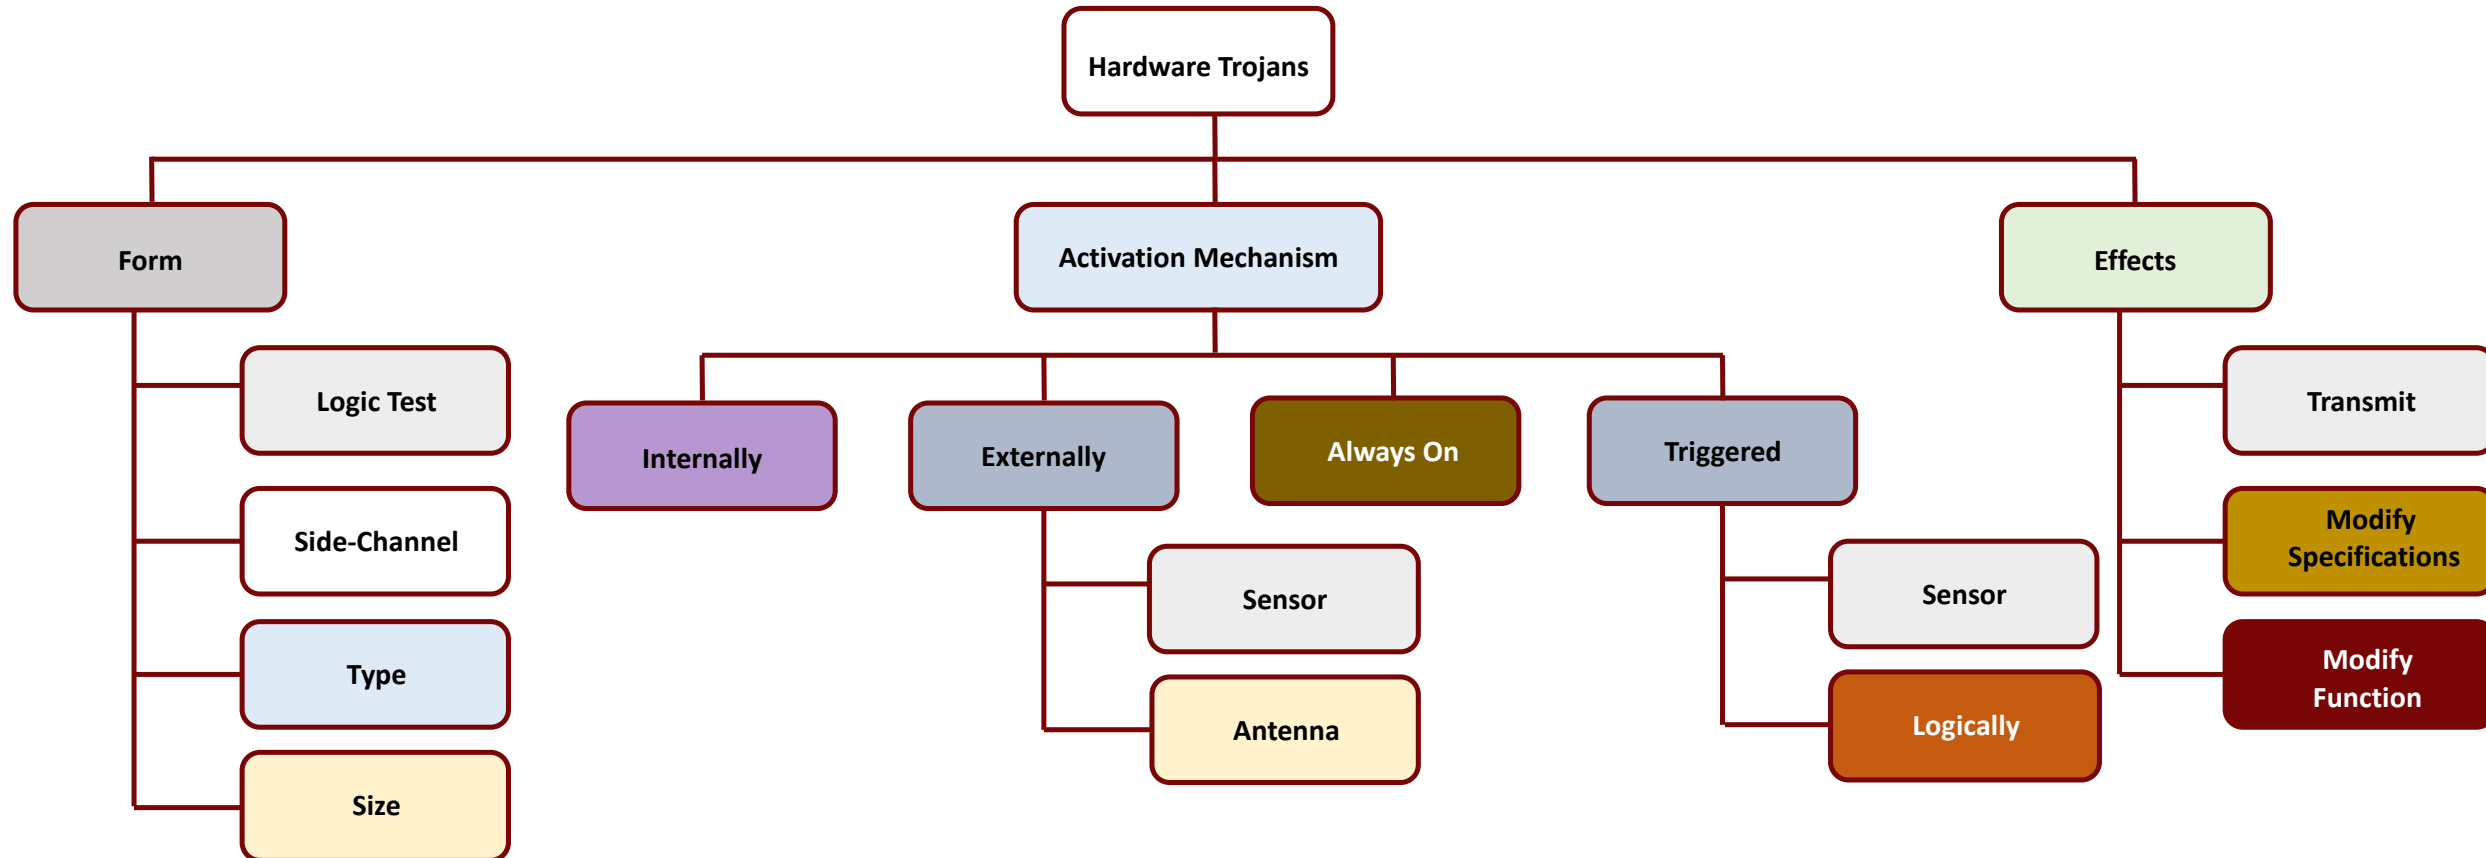 Hardware Trojans
Form
Activation Mechanism
Effects
Logic Test
Side-Channel
Type
Size
Internally
Externally
Always On
Triggered
Sensor
Antenna
Sensor
Logically
Transmit
Modify
Specifications
Modify
Function